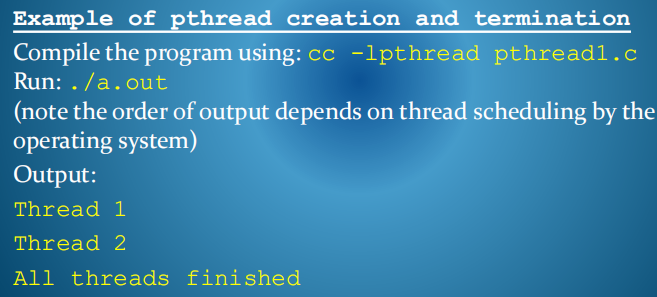 Example of pthread creation and termination
Compile the program using: cc -lpthread pthread1.c
Run: ./a.out
(note the order of output depends on thread scheduling by the
operating system)
Output:
Thread 1
Thread 2
All threads finished